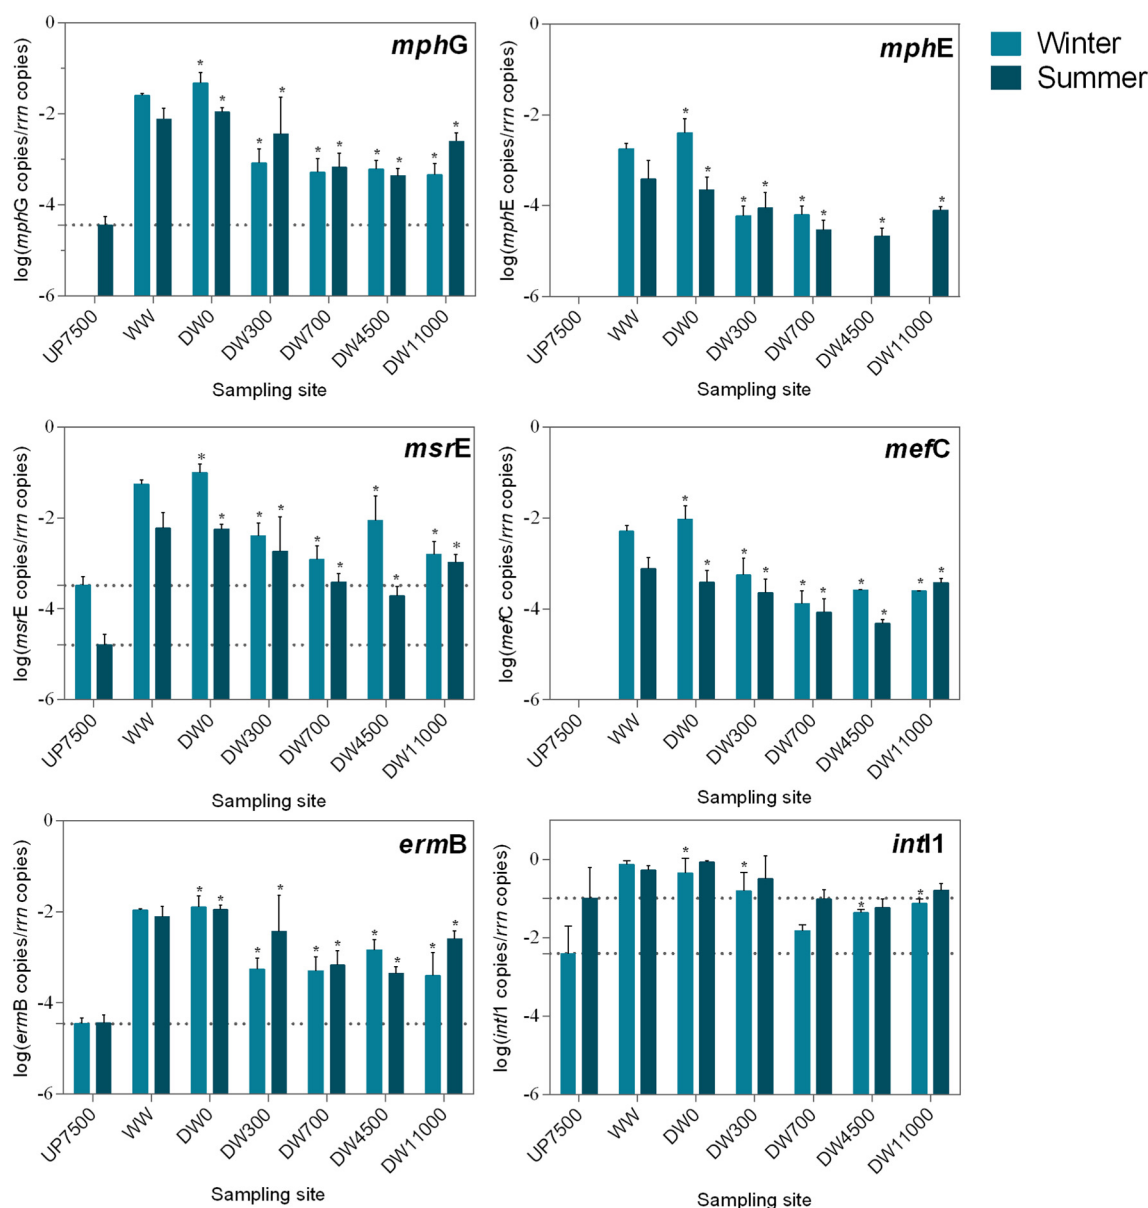 mphG
log(mphG copies/rrn copies)
0
-2
-4
-6
UP7500
WW
DW0
DW300
DW700
DW4500
DW11000
Sampling site
* * * * * * * * * *
mphE
log(mphE copies/rrn copies)
0
-2
-4
-6
UP7500
WW
DW0
DW300
DW700
DW4500
DW11000
Sampling site
* * * * * * * *
Winter
Summer
msrE
log(msrE copies/rrn copies)
0
-2
-4
-6
UP7500
WW
DW0
DW300
DW700
DW4500
DW11000
Sampling site
* * * * * * * * * *
mefC
log(mefC copies/rrn copies)
0
-2
-4
-6
UP7500
WW
DW0
DW300
DW700
DW4500
DW11000
Sampling site
* * * * * * * * * *
ermB
log(ermB copies/rrn copies)
0
-2
-4
-6
UP7500
WW
DW0
DW300
DW700
DW4500
DW11000
Sampling site
* * * * * * * * * *
intI1
log(intI1 copies/rrn copies)
0
-2
-4
-6
UP7500
WW
DW0
DW300
DW700
DW4500
DW11000
Sampling site
* * * *